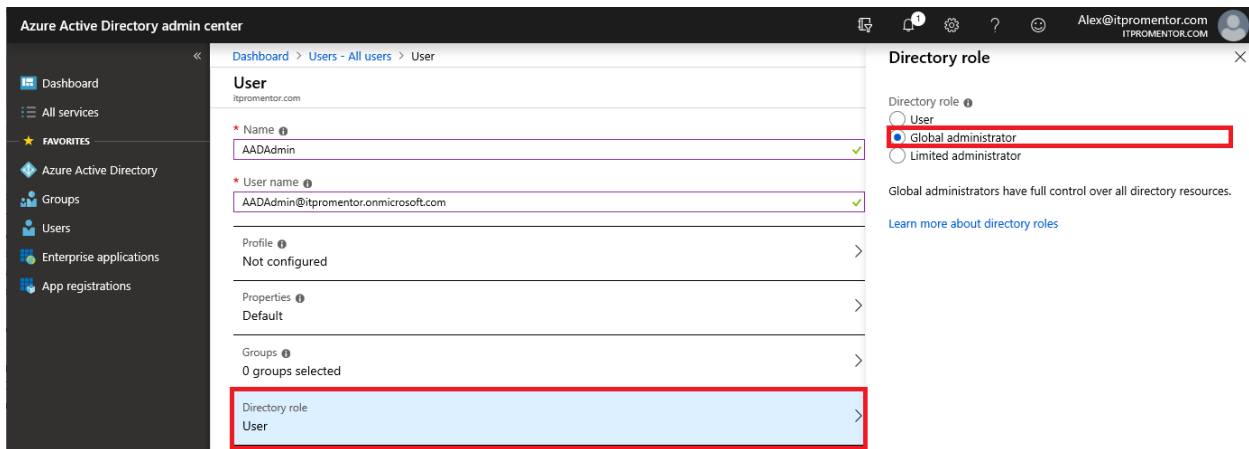 Azure Active Directory admin center
1
Alex@itpromentor.com
ITPROMENTOR.COM
«
Dashboard
All services
FAVORITES
Azure Active Directory
Groups
Users
Enterprise applications
App registrations
Dashboard > Users - All users > User
User
itpromentor.com
* Name
AADAdmin
* User name
AADAdmin@itpromentor.onmicrosoft.com
Profile
Not configured
Properties
Default
Groups
0 groups selected
Directory role
User
Directory role
Directory role
User
Global administrator
Limited administrator
Global administrators have full control over all directory resources.
Learn more about directory roles